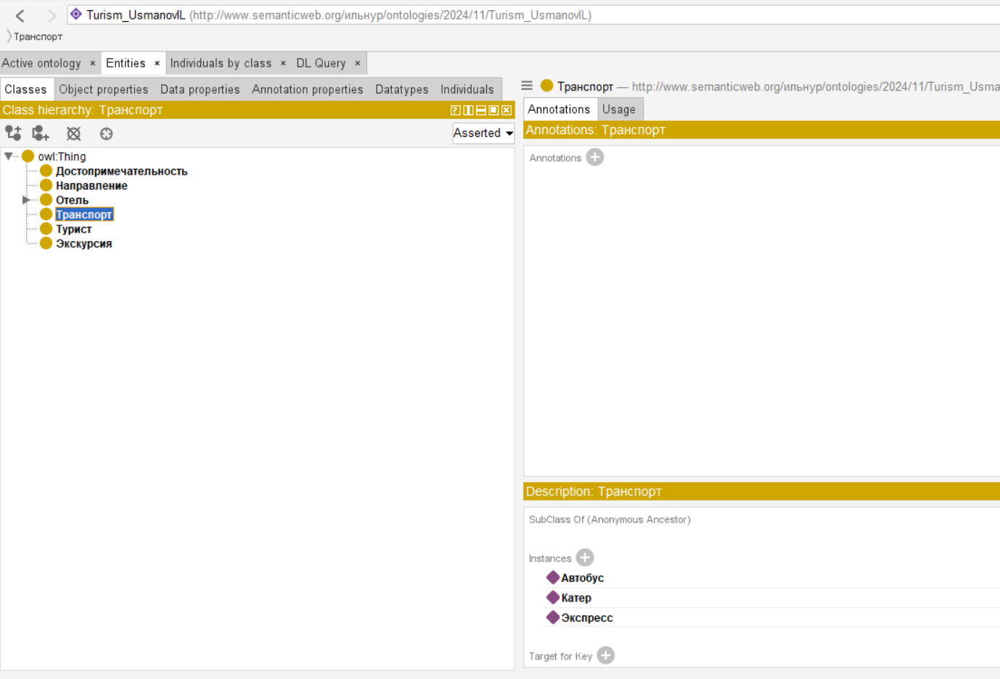 Turism_UsmanovIL (http://www.semanticweb.org/ильнур/ontologies/2024/11/Turism_UsmanovIL)
Транспорт
Active ontology × Entities × Individuals by class × DL Query ×
Classes Object properties Data properties Annotation properties Datatypes Individuals
Class hierarchy: Транспорт
Asserted
owl:Thing
Достопримечательность
Направление
Отель
Транспорт
Турист
Экскурсия
Транспорт — http://www.semanticweb.org/ильнур/ontologies/2024/11/Turism_Usma
Annotations Usage
Annotations: Транспорт
Annotations
Description: Транспорт
SubClass Of (Anonymous Ancestor)
Instances
Автобус
Катер
Экспресс
Target for Key